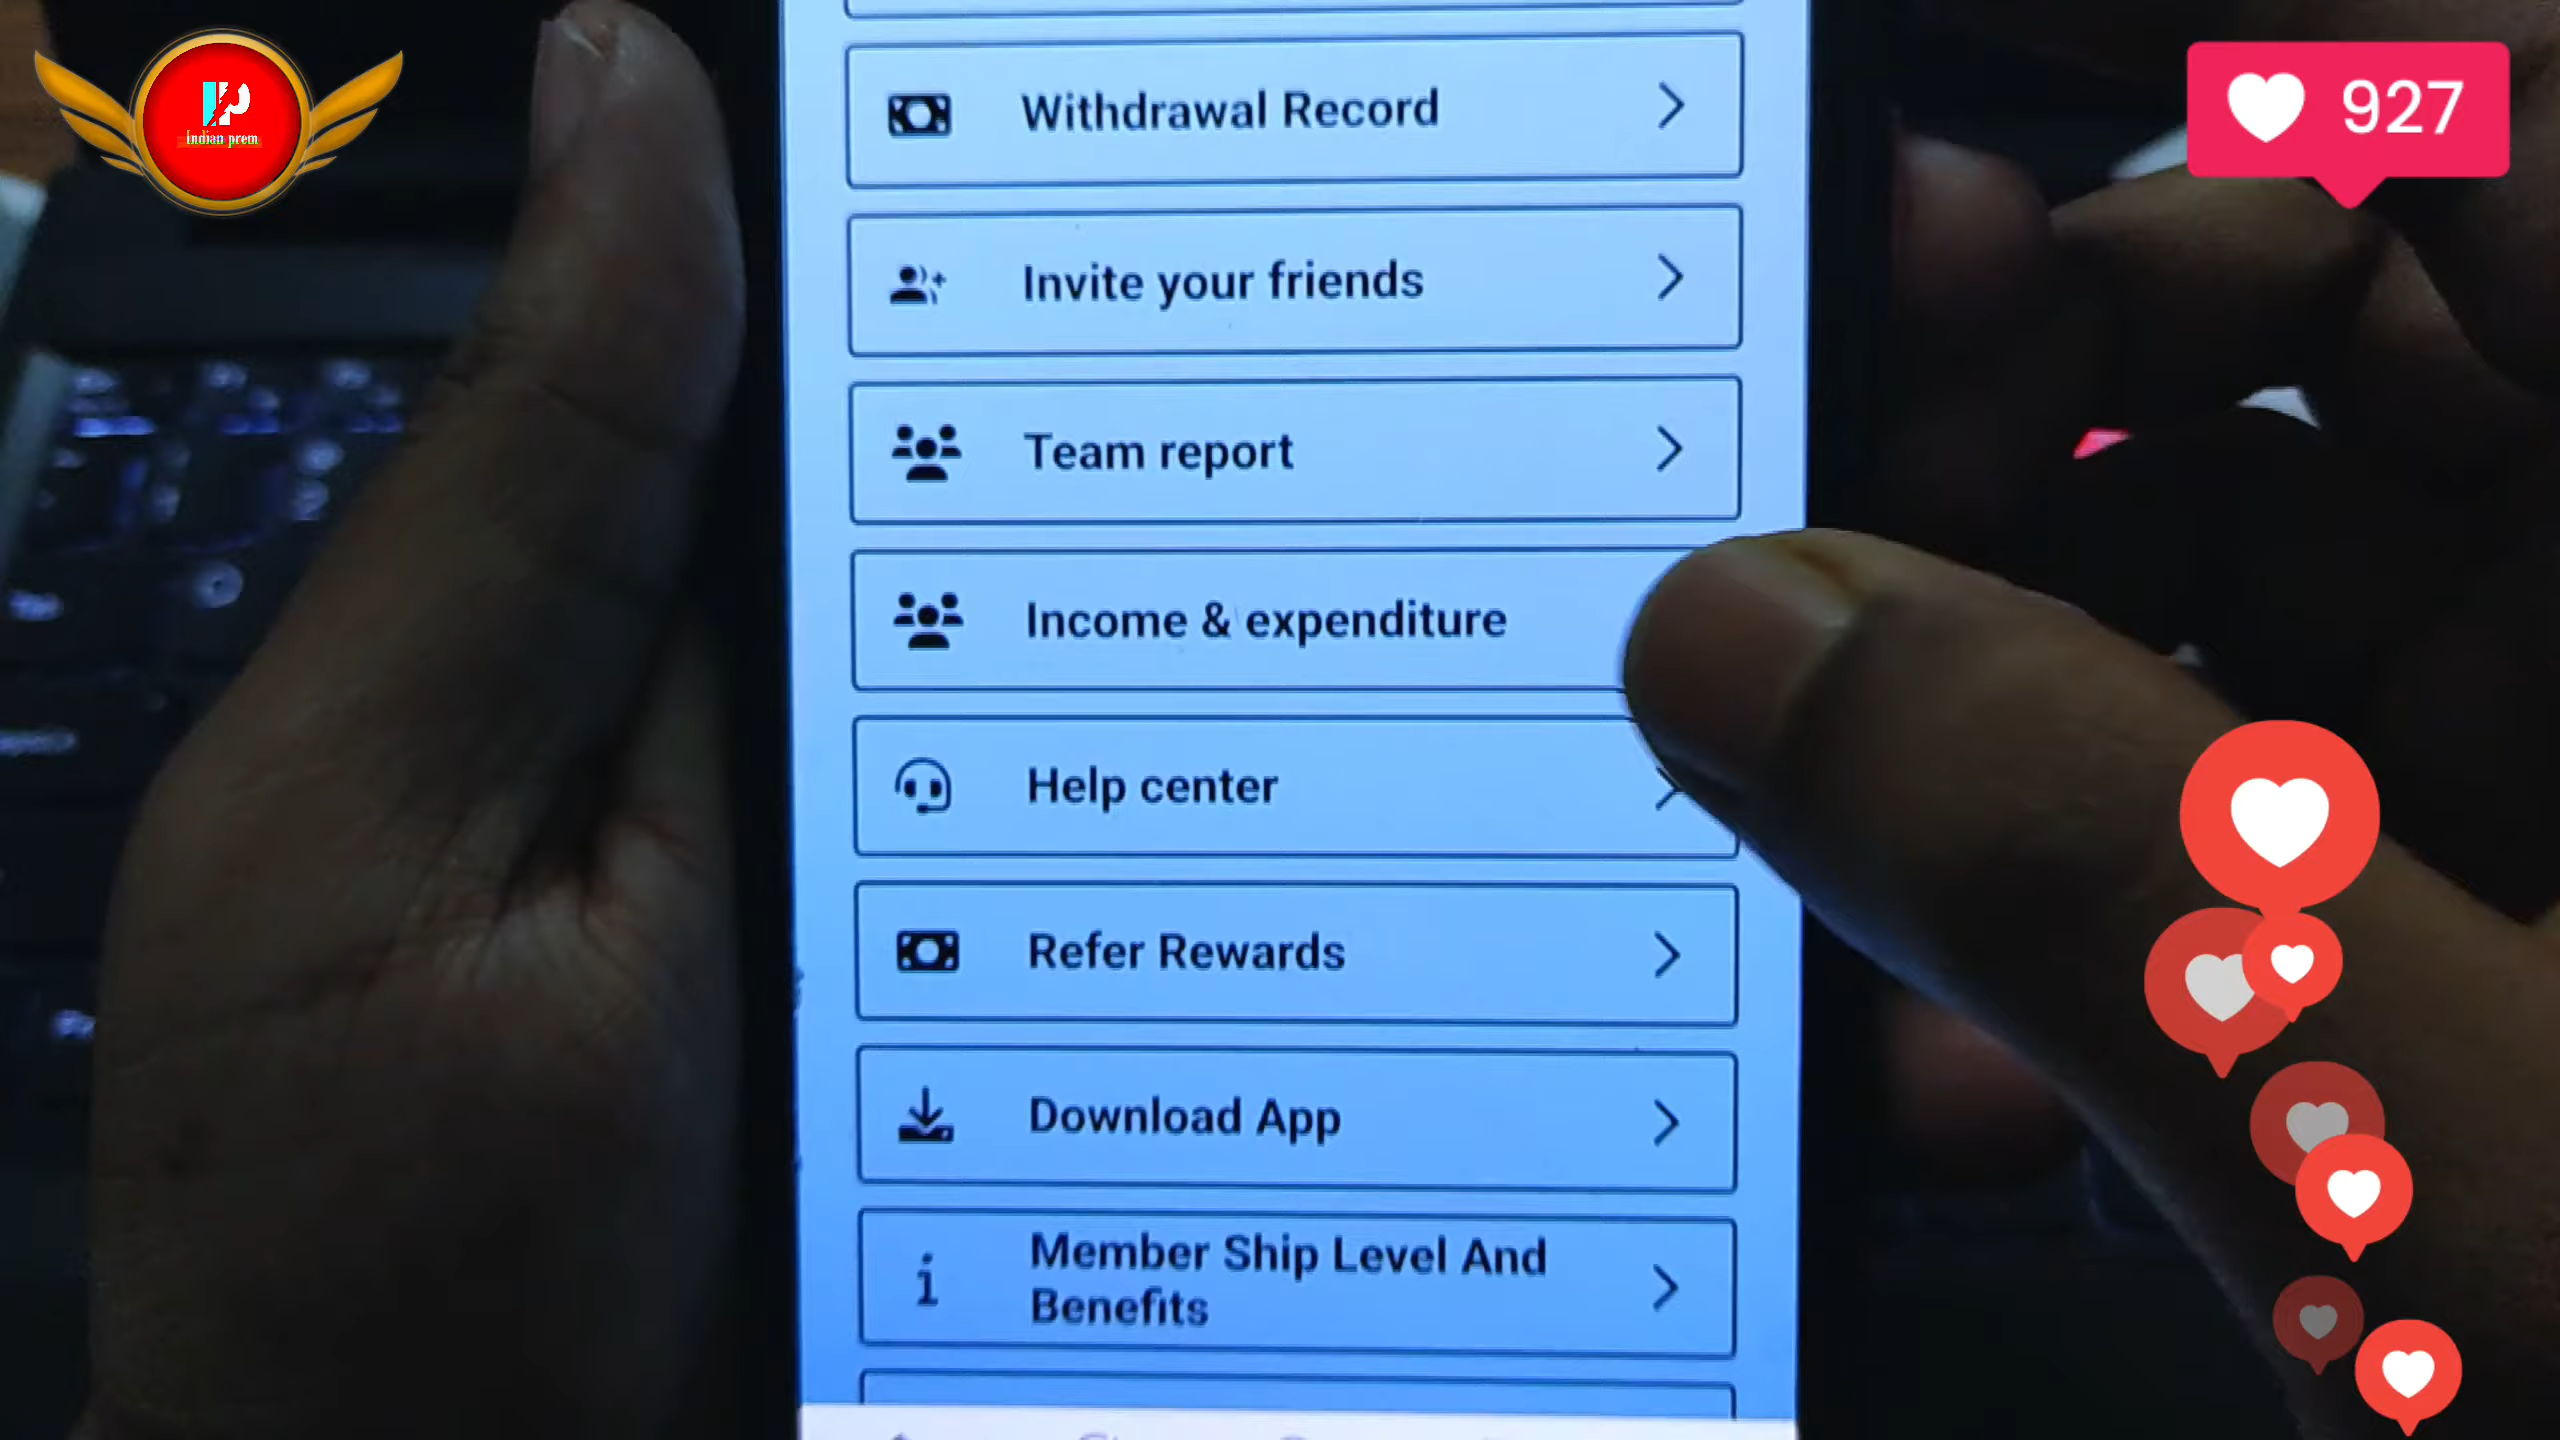 IP
Indian prem
927
Withdrawal Record
Invite your friends
Team report
Income & expenditure
Help center
Refer Rewards
Download App
Member Ship Level And
Benefits